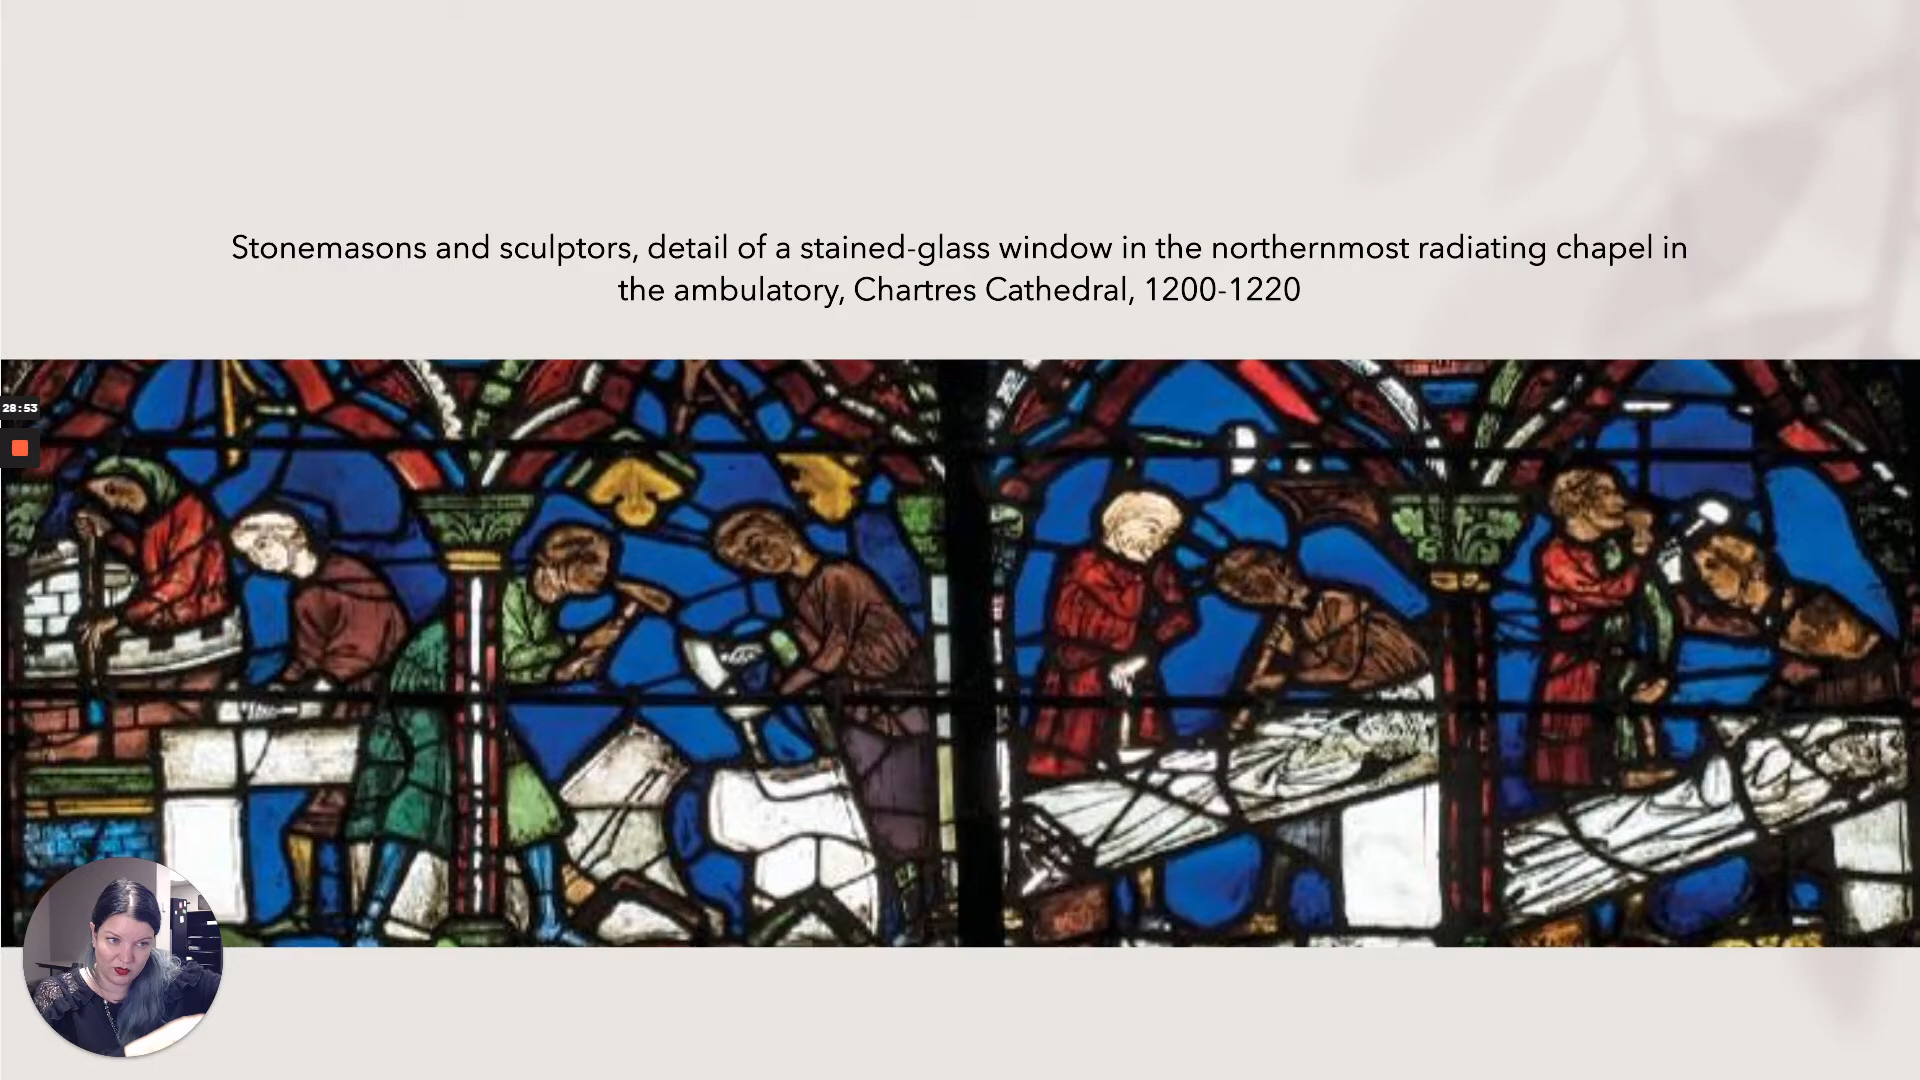 Stonemasons and sculptors, detail of a stained-glass window in the northernmost radiating chapel in
the ambulatory, Chartres Cathedral, 1200-1220
28:53